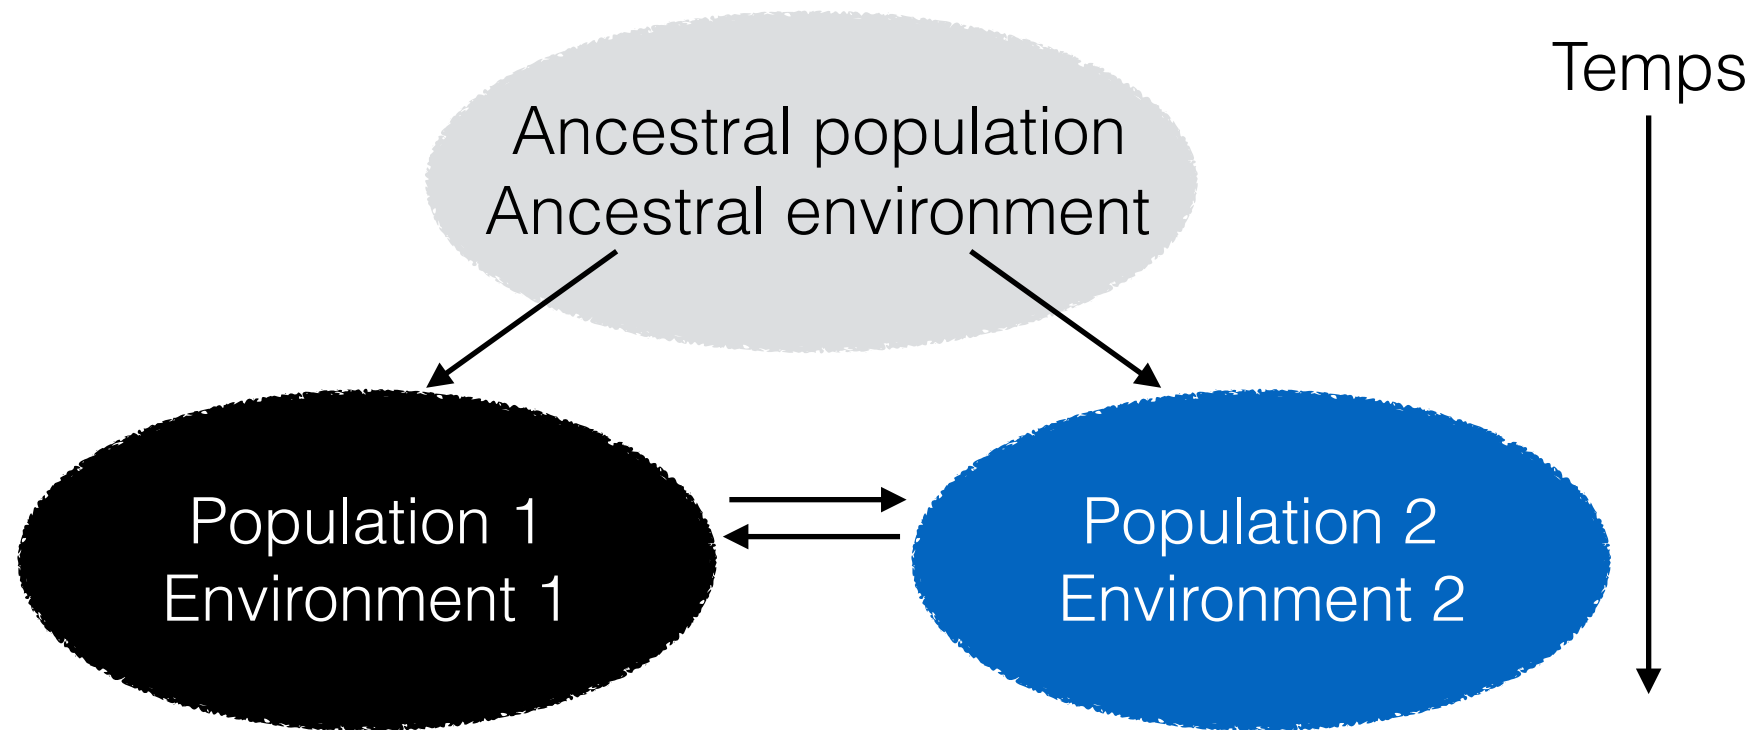 Ancestral population
Ancestral environment
Temps
Population 1
Environment 1
Population 2
Environment 2